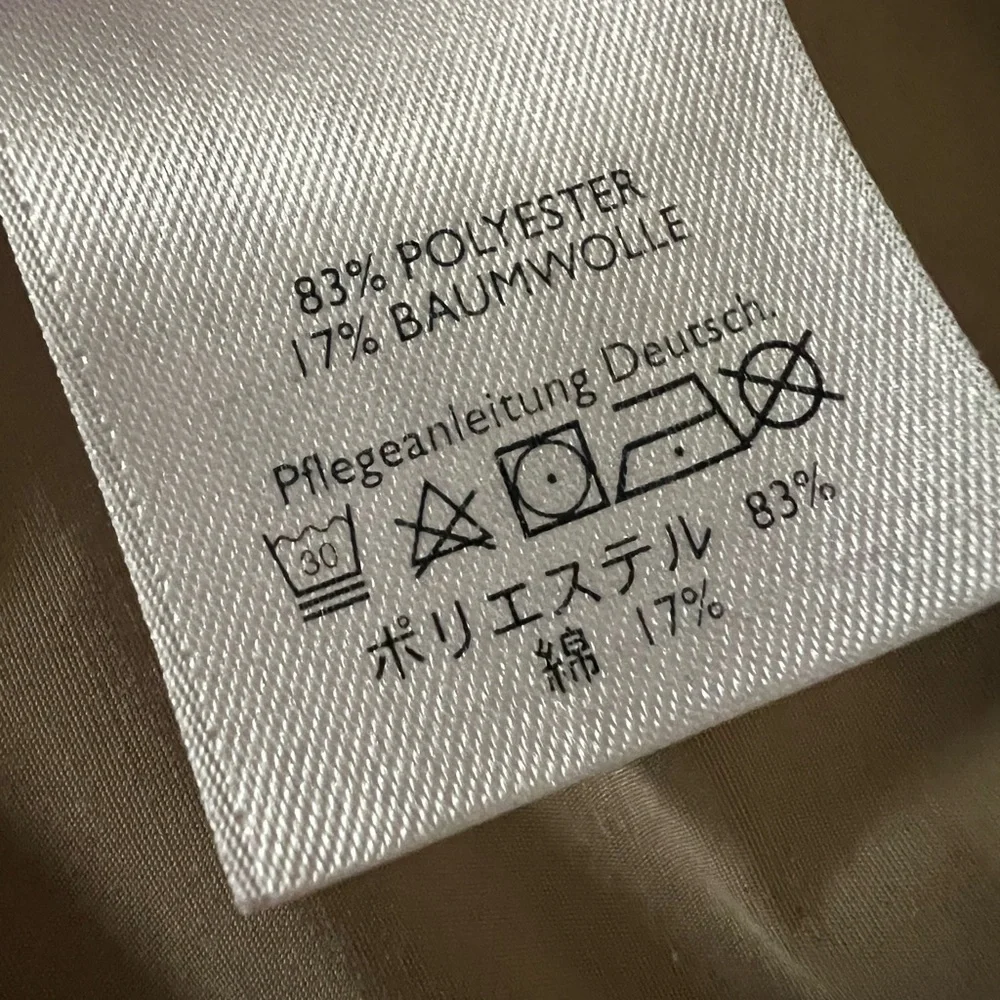 83% POLYESTER
17% BAUMWOLLE
Pflegeanleitung Deutsch.
30
ポリエステル 83%
綿 17%